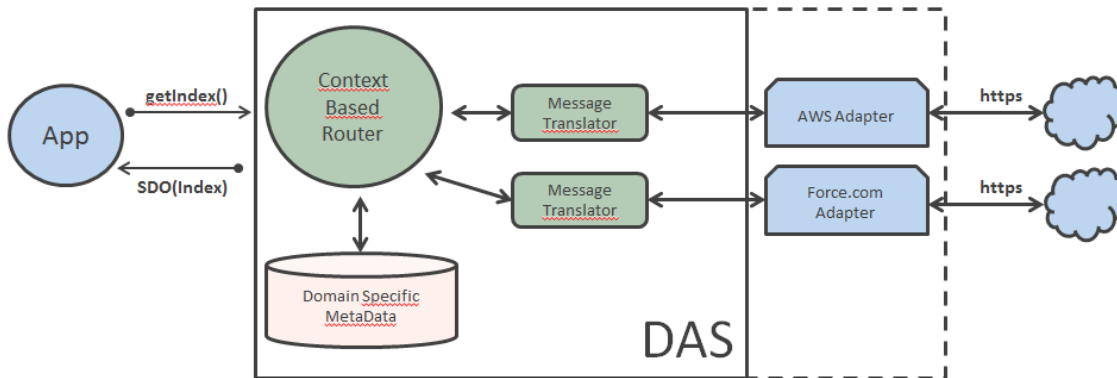 App
getIndex()
SDO(Index)
Context
Based
Router
Message
Translator
Message
Translator
Domain Specific
MetaData
DAS
AWS Adapter
Force.com
Adapter
https
https